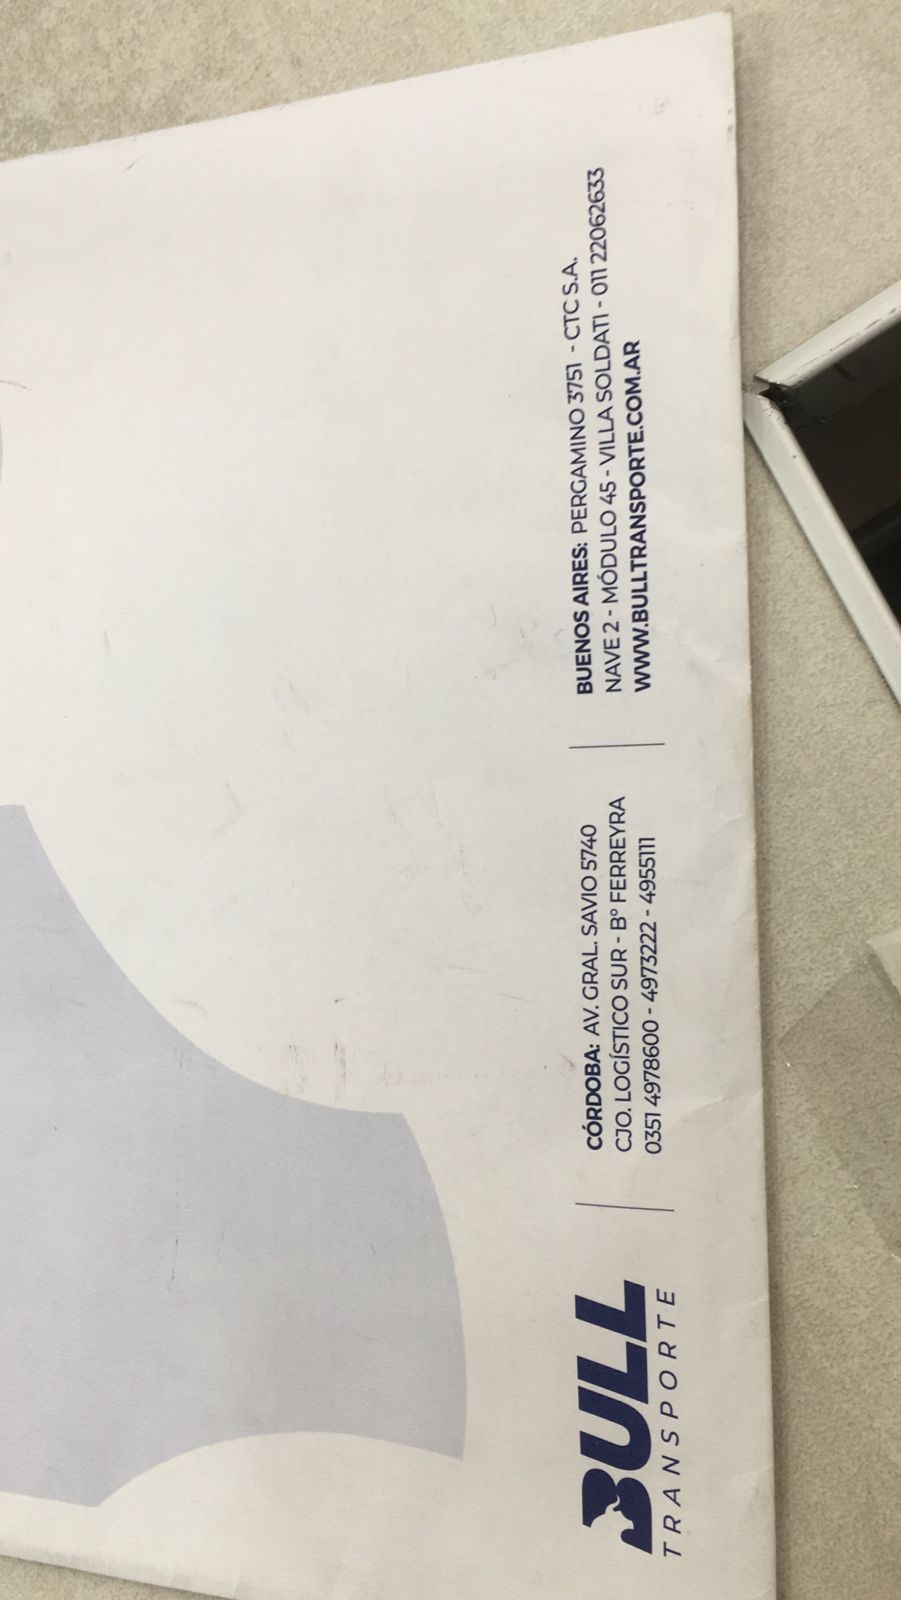 BULL
TRANSPORTE
CÓRDOBA: AV. GRAL. SAVIO 5740
CJO. LOGÍSTICO SUR - Bº FERREYRA
0351 4978600 - 4973222 - 4955111
BUENOS AIRES: PERGAMINO 3751 - CTC S.A.
NAVE 2 - MÓDULO 45 - VILLA SOLDATI - 011 22062633
WWW.BULLTRANSPORTE.COM.AR